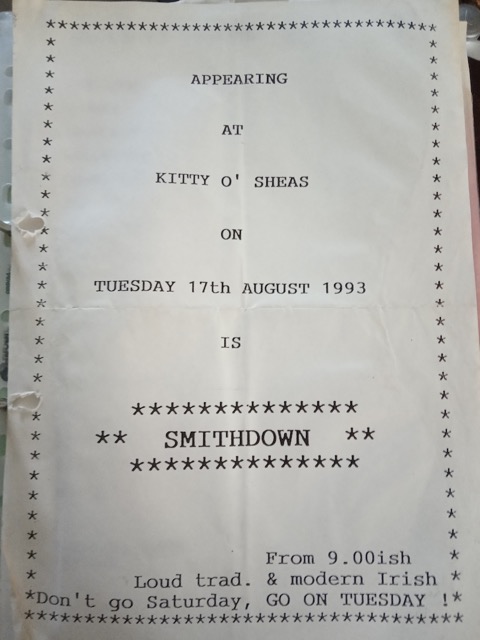 *********************************
APPEARING
AT
KITTY O' SHEAS
ON
TUESDAY 17th AUGUST 1993
IS
**************
** SMITHDOWN **
**************
From 9.00ish
Loud trad. & modern Irish *
*Don't go Saturday, GO ON TUESDAY !*
************************************